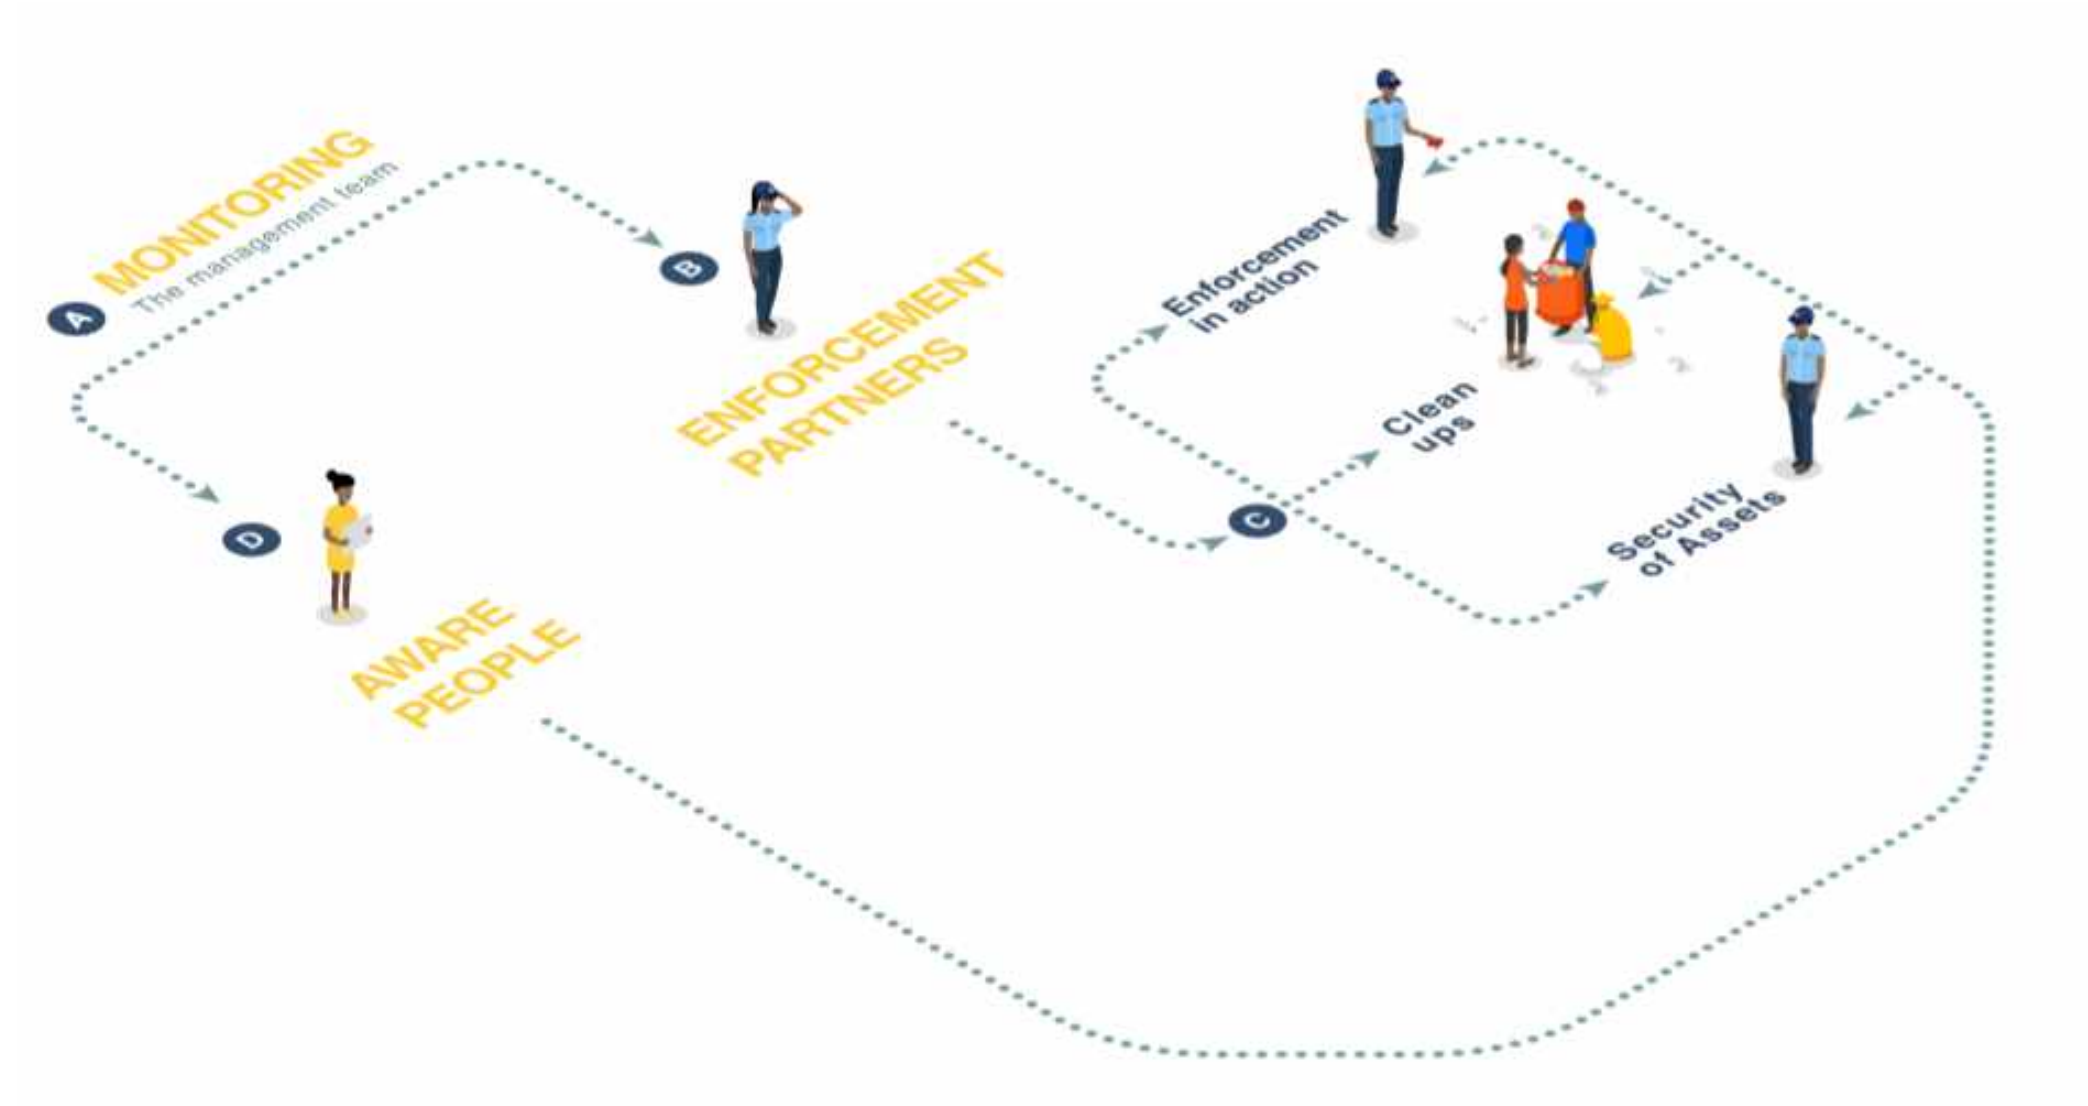 A
MONITORING
The management team
B
ENFORCEMENT
PARTNERS
C
Enforcement
in action
Clean
ups
Security
of Assets
D
AWARE
PEOPLE